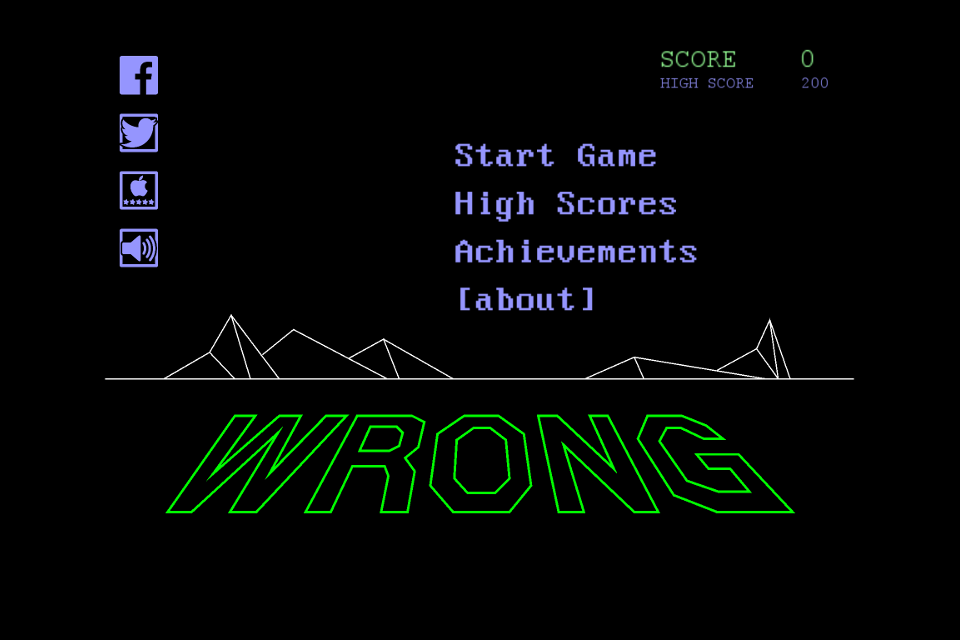 SCORE 0
HIGH SCORE 200
Start Game
High Scores
Achievements
[about]
WRONG